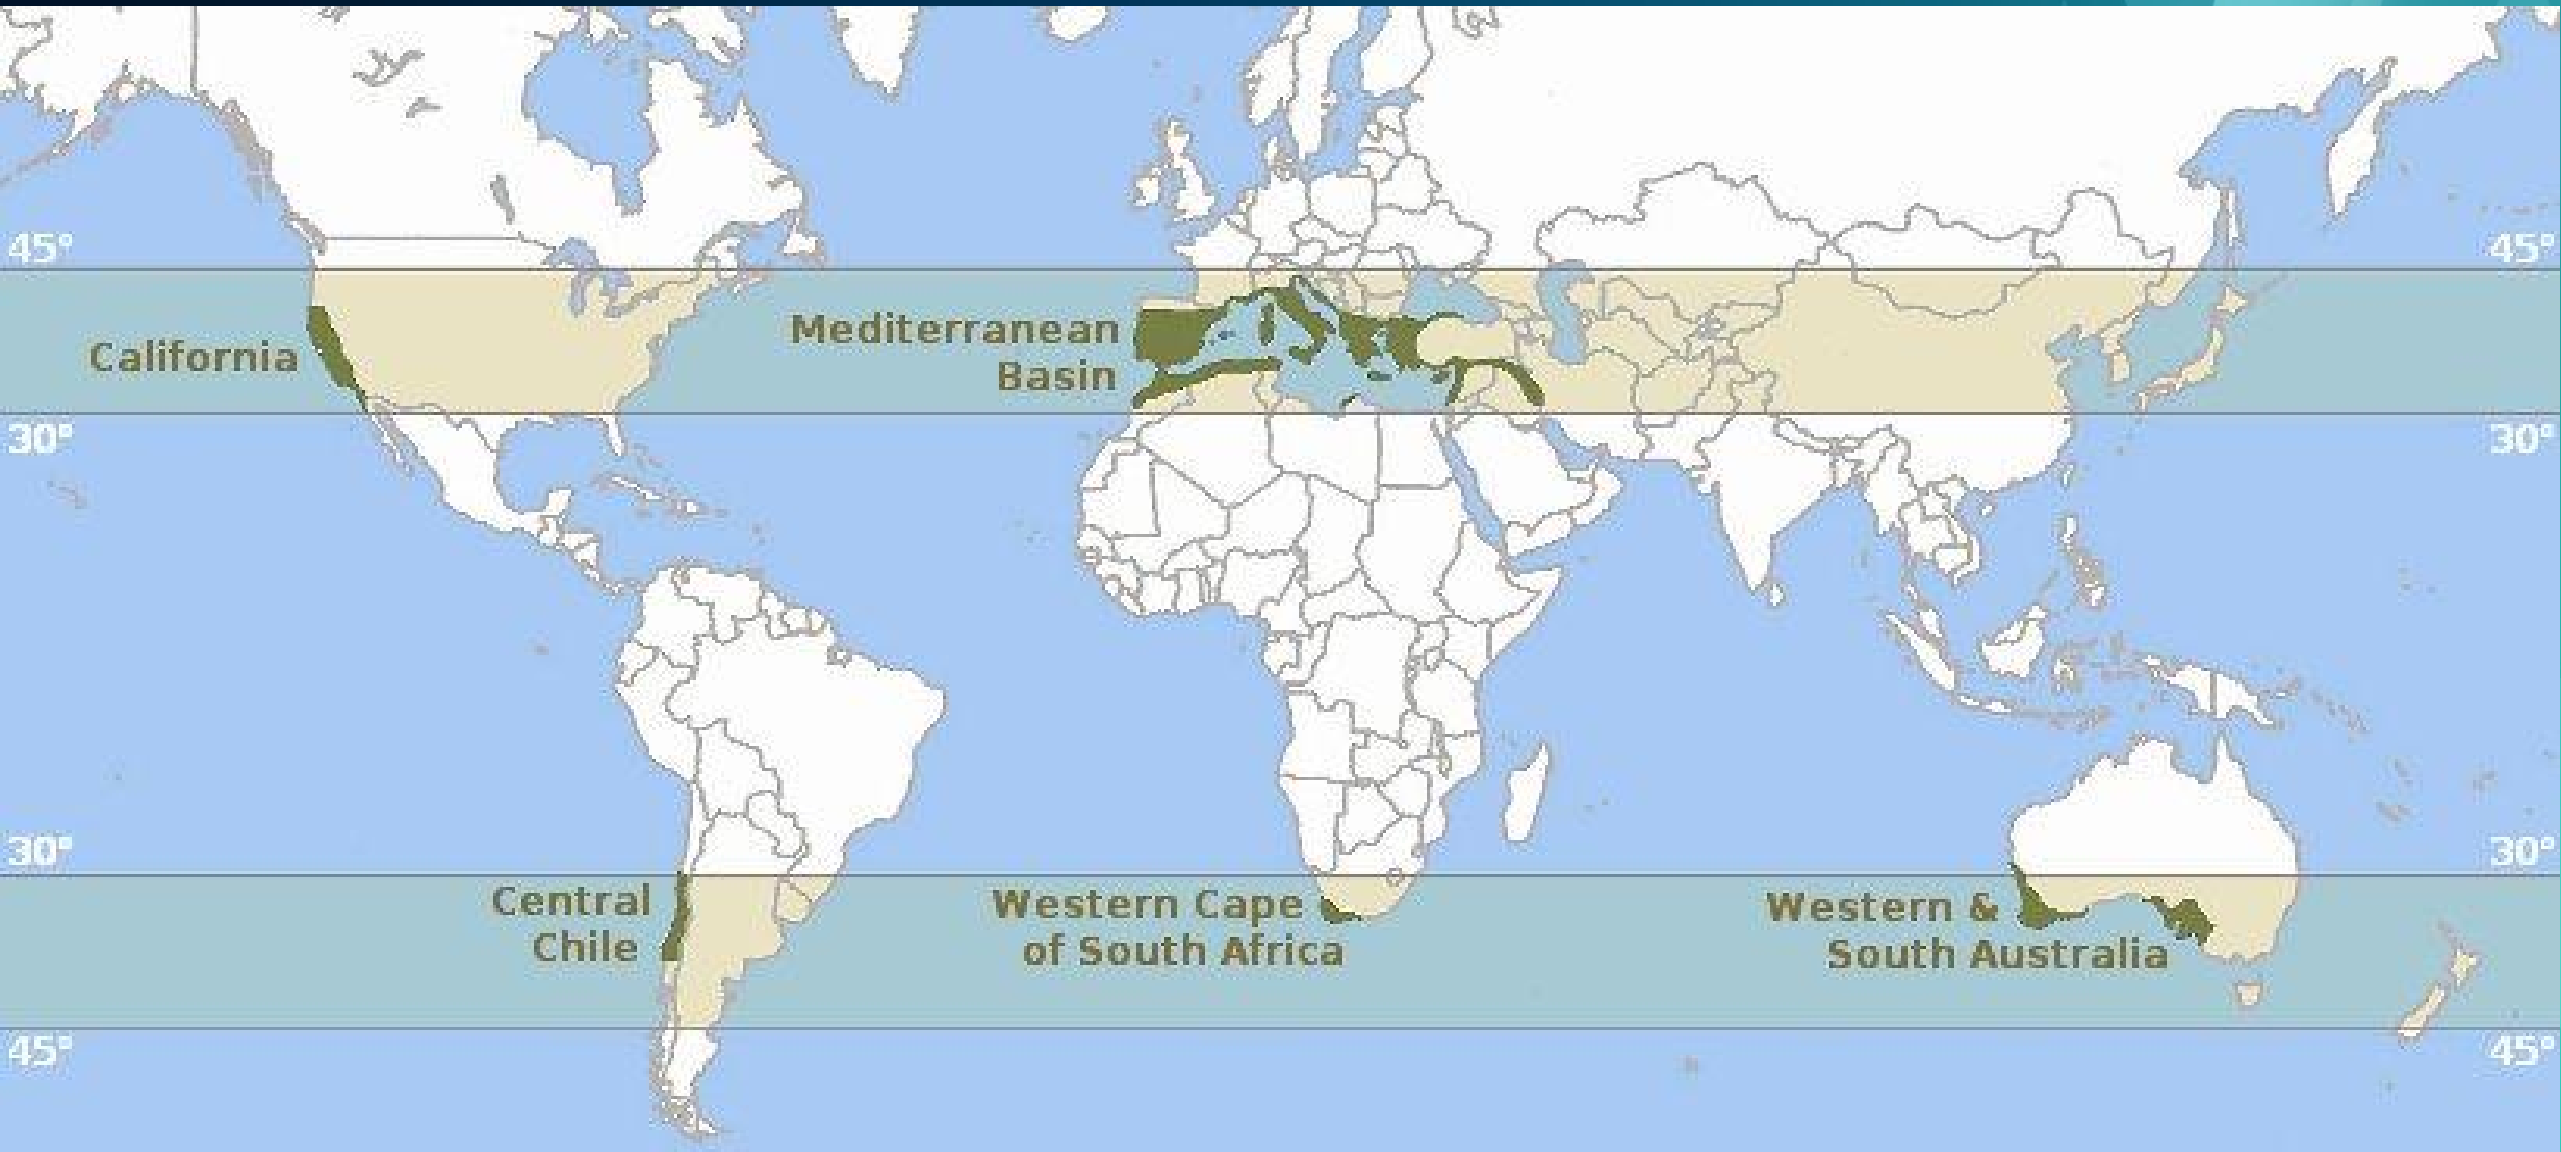 45°
45°
California
Mediterranean
Basin
30°
30°
30°
30°
Central
Chile
Western Cape
of South Africa
Western &
South Australia
45°
45°